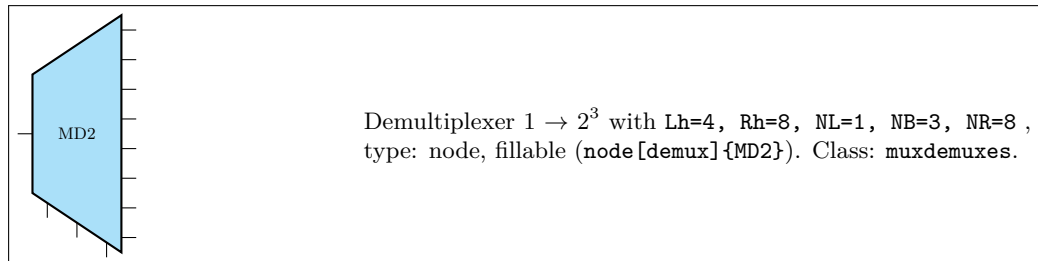 MD2
Demultiplexer 1 → 2³ with Lh=4, Rh=8, NL=1, NB=3, NR=8 ,
type: node, fillable (node[demux]{MD2}). Class: muxdemuxes.